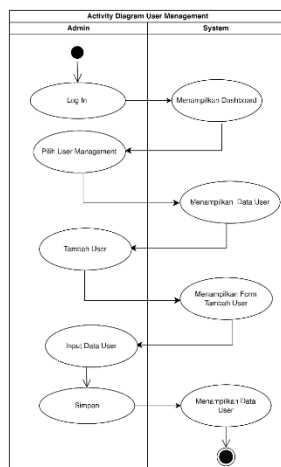 Activity Diagram User Management
Admin
System
Log In
Menampilkan Dashboard
Pilih User Management
Menampilkan Data User
Tambah User
Menampilkan Form
Tambah User
Input Data User
Simpan
Menampilkan Data
User